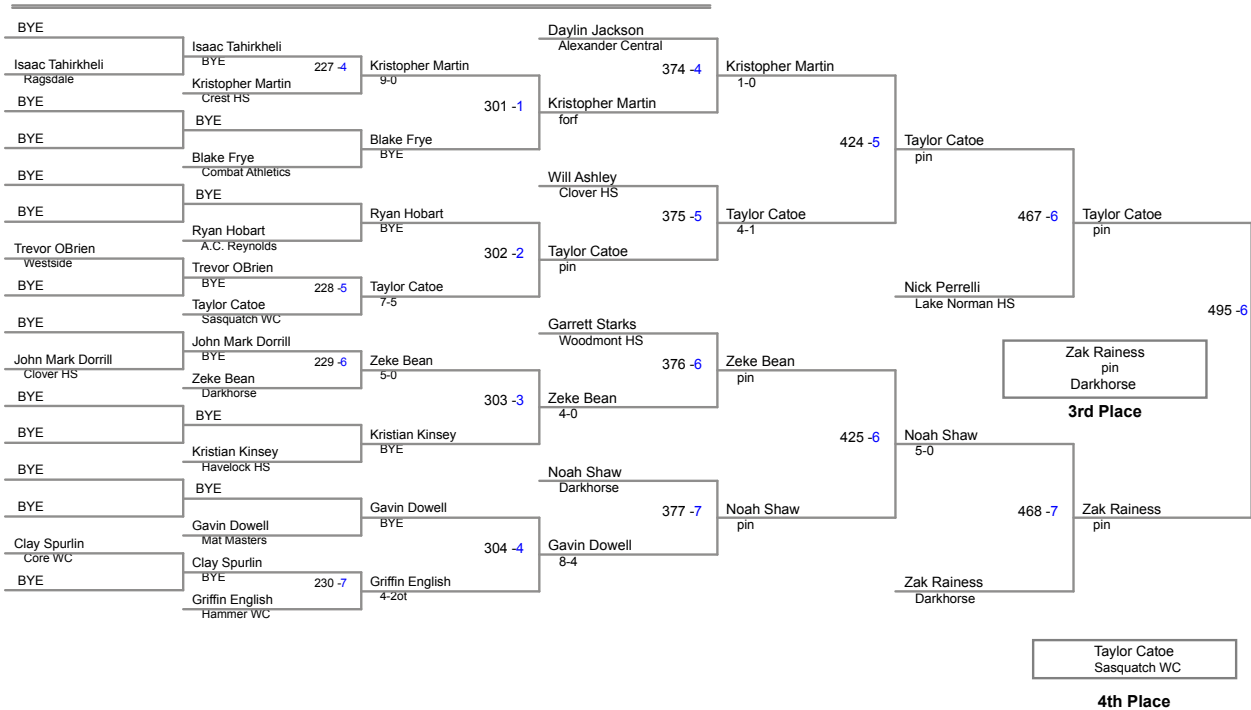 BYE
Isaac Tahirkheli
Ragsdale
BYE
BYE
BYE
BYE
Trevor OBrien
Westside
BYE
BYE
John Mark Dorrill
Clover HS
BYE
BYE
BYE
BYE
Clay Spurlin
Core WC
BYE
Isaac Tahirkheli
BYE
227 -4
Kristopher Martin
Crest HS
BYE
Blake Frye
Combat Athletics
BYE
Ryan Hobart
A.C. Reynolds
Trevor OBrien
BYE
228 -5
Taylor Catoe
Sasquatch WC
John Mark Dorrill
BYE
229 -6
Zeke Bean
Darkhorse
BYE
Kristian Kinsey
Havelock HS
BYE
Gavin Dowell
Mat Masters
Clay Spurlin
BYE
230 -7
Griffin English
Hammer WC
Kristopher Martin
9-0
301 -1
Blake Frye
BYE
Ryan Hobart
BYE
302 -2
Taylor Catoe
7-5
Zeke Bean
5-0
303 -3
Kristian Kinsey
BYE
Gavin Dowell
BYE
304 -4
Griffin English
4-2ot
Daylin Jackson
Alexander Central
374 -4
Kristopher Martin
forf
Will Ashley
Clover HS
375 -5
Taylor Catoe
pin
Garrett Starks
Woodmont HS
376 -6
Zeke Bean
4-0
Noah Shaw
Darkhorse
377 -7
Gavin Dowell
8-4
Kristopher Martin
1-0
424 -5
Taylor Catoe
4-1
Zeke Bean
pin
425 -6
Noah Shaw
pin
Taylor Catoe
pin
467 -6
Nick Perrelli
Lake Norman HS
Noah Shaw
5-0
468 -7
Zak Rainess
Darkhorse
Taylor Catoe
pin
495 -6
Zak Rainess
pin
Zak Rainess
pin
Darkhorse
3rd Place
Taylor Catoe
Sasquatch WC
4th Place